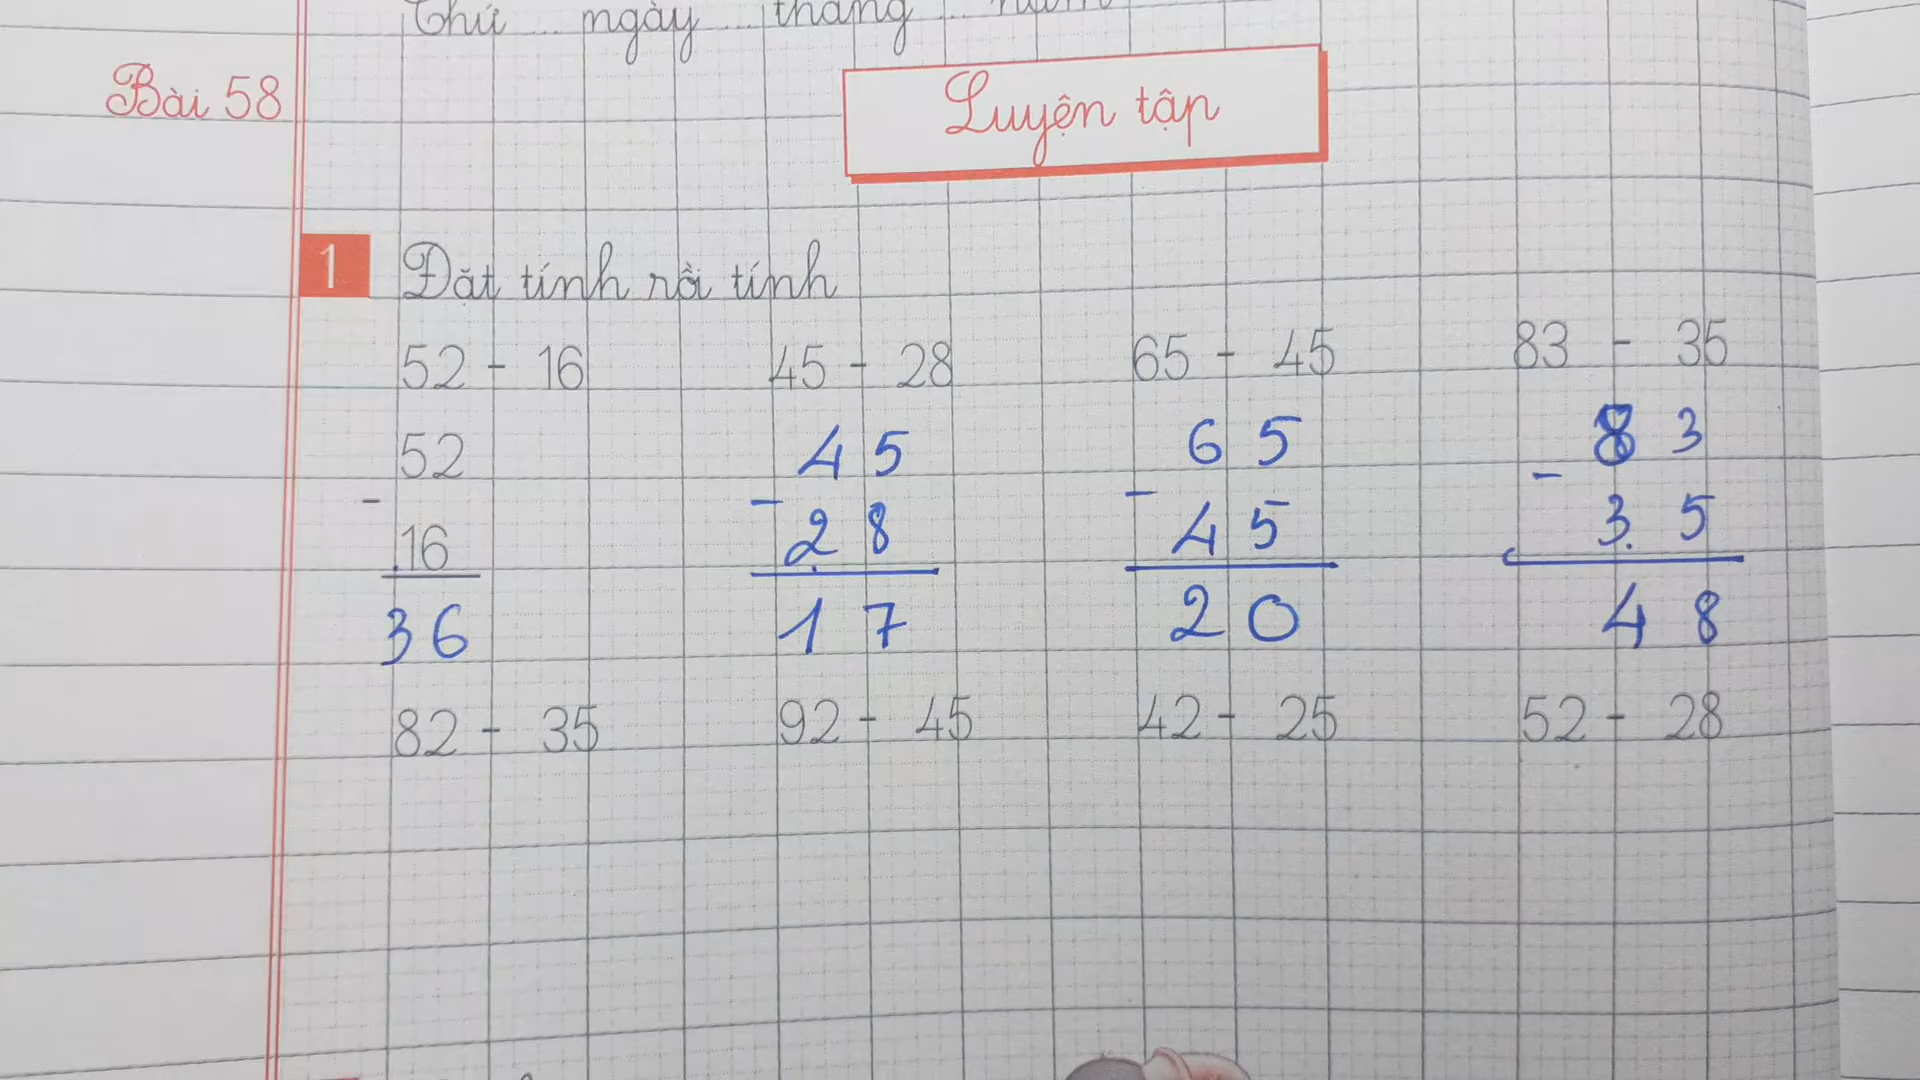 Thứ ... ngày ... tháng ... năm
Bài 58
Luyện tập
1 Đặt tính rồi tính
52 - 16 45 - 28 65 - 45 83 - 35
52 45 65 83
- - - -
16 28 45 35
36 17 20 48
82 - 35 92 - 45 42 - 25 52 - 28